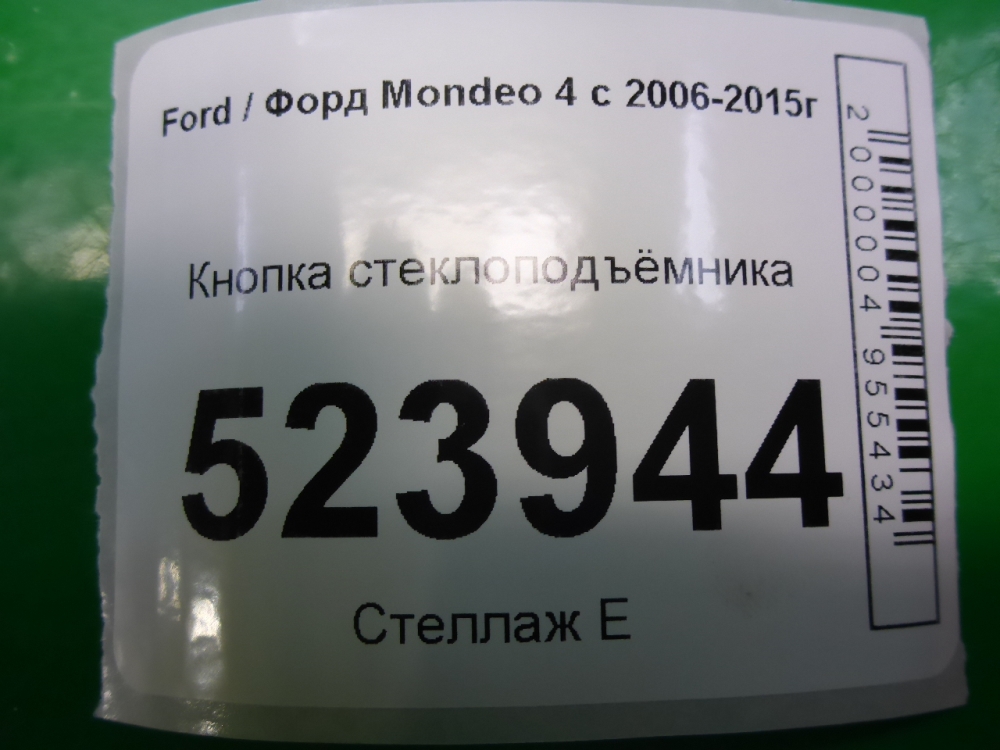 Ford / Форд Mondeo 4 с 2006-2015г
Кнопка стеклоподъёмника
523944
Стеллаж Е
2000004955434